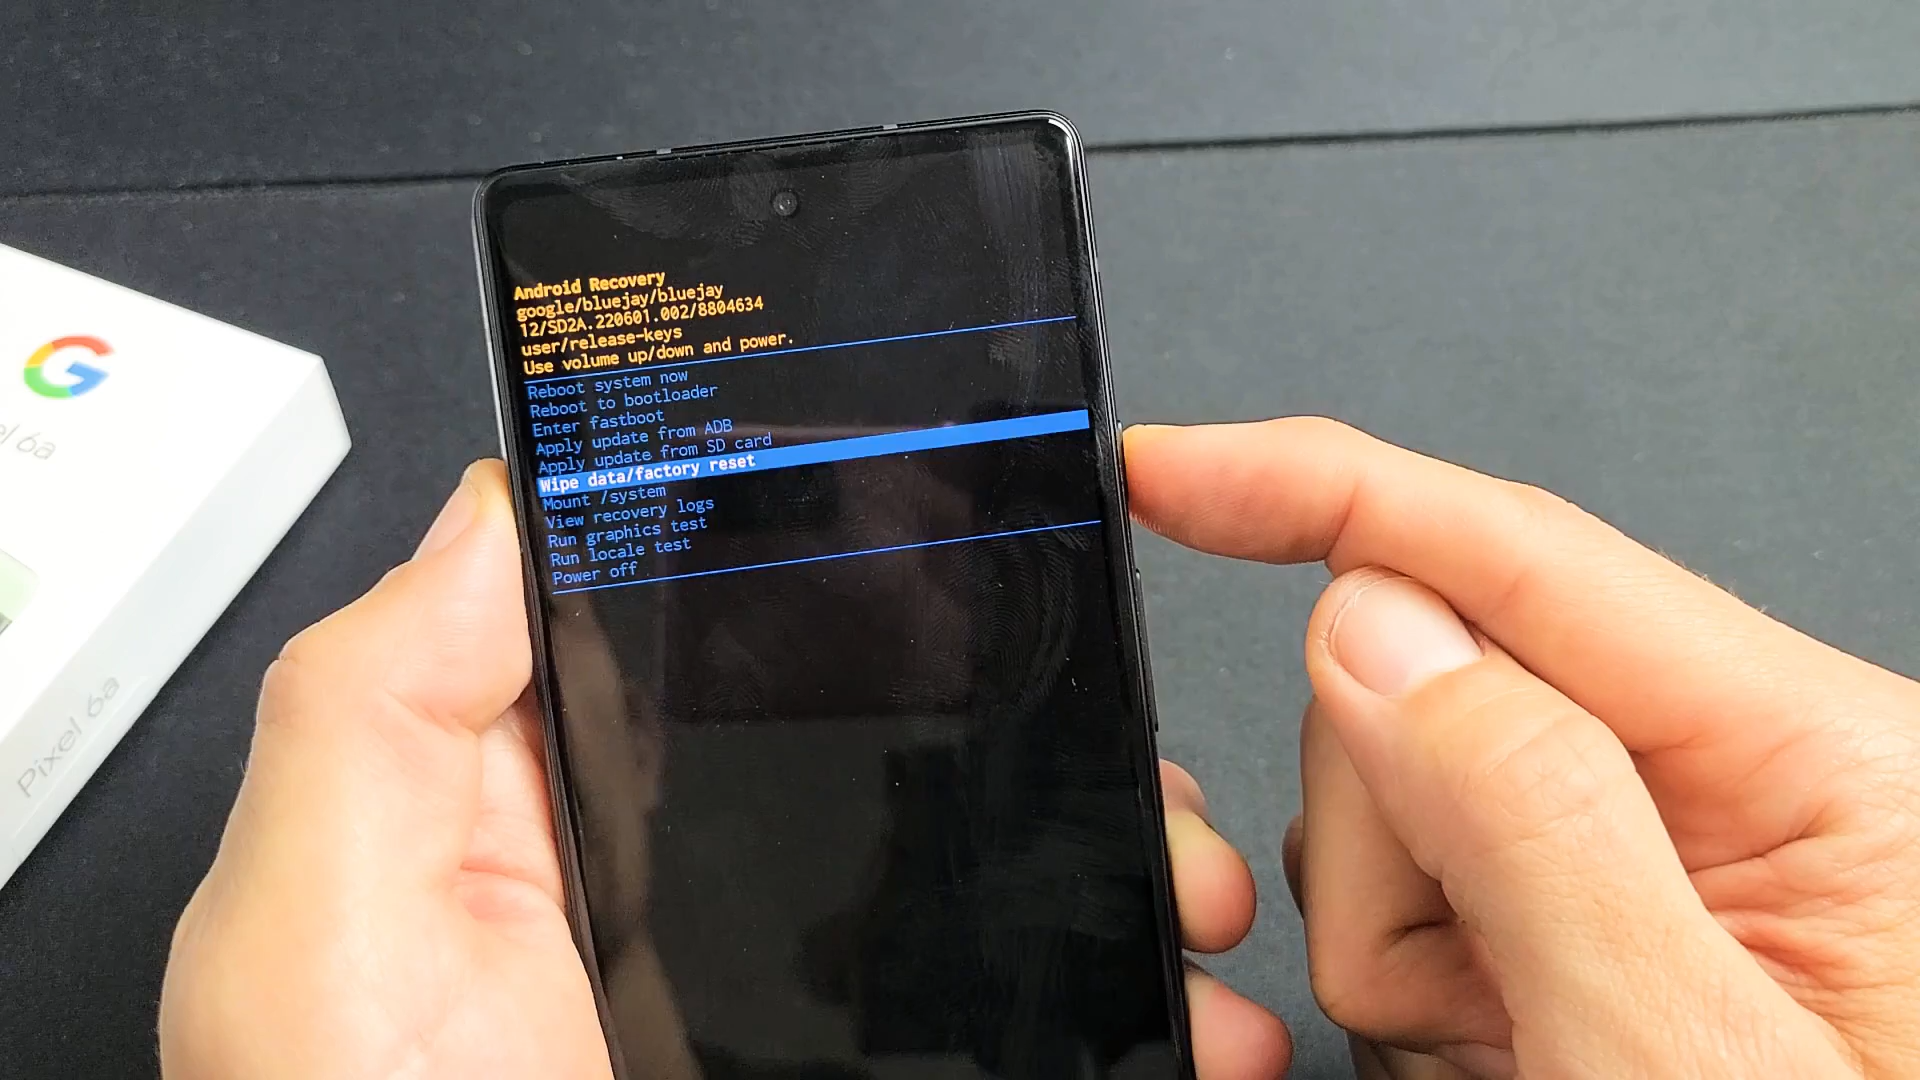 Android Recovery
google/bluejay/bluejay
12/SD2A.220601.002/8804634
user/release-keys
Use volume up/down and power.
Reboot system now
Reboot to bootloader
Enter fastboot
Apply update from ADB
Apply update from SD card
Wipe data/factory reset
Mount /system
View recovery logs
Run graphics test
Run locale test
Power off
G
el 6a
Pixel 6a